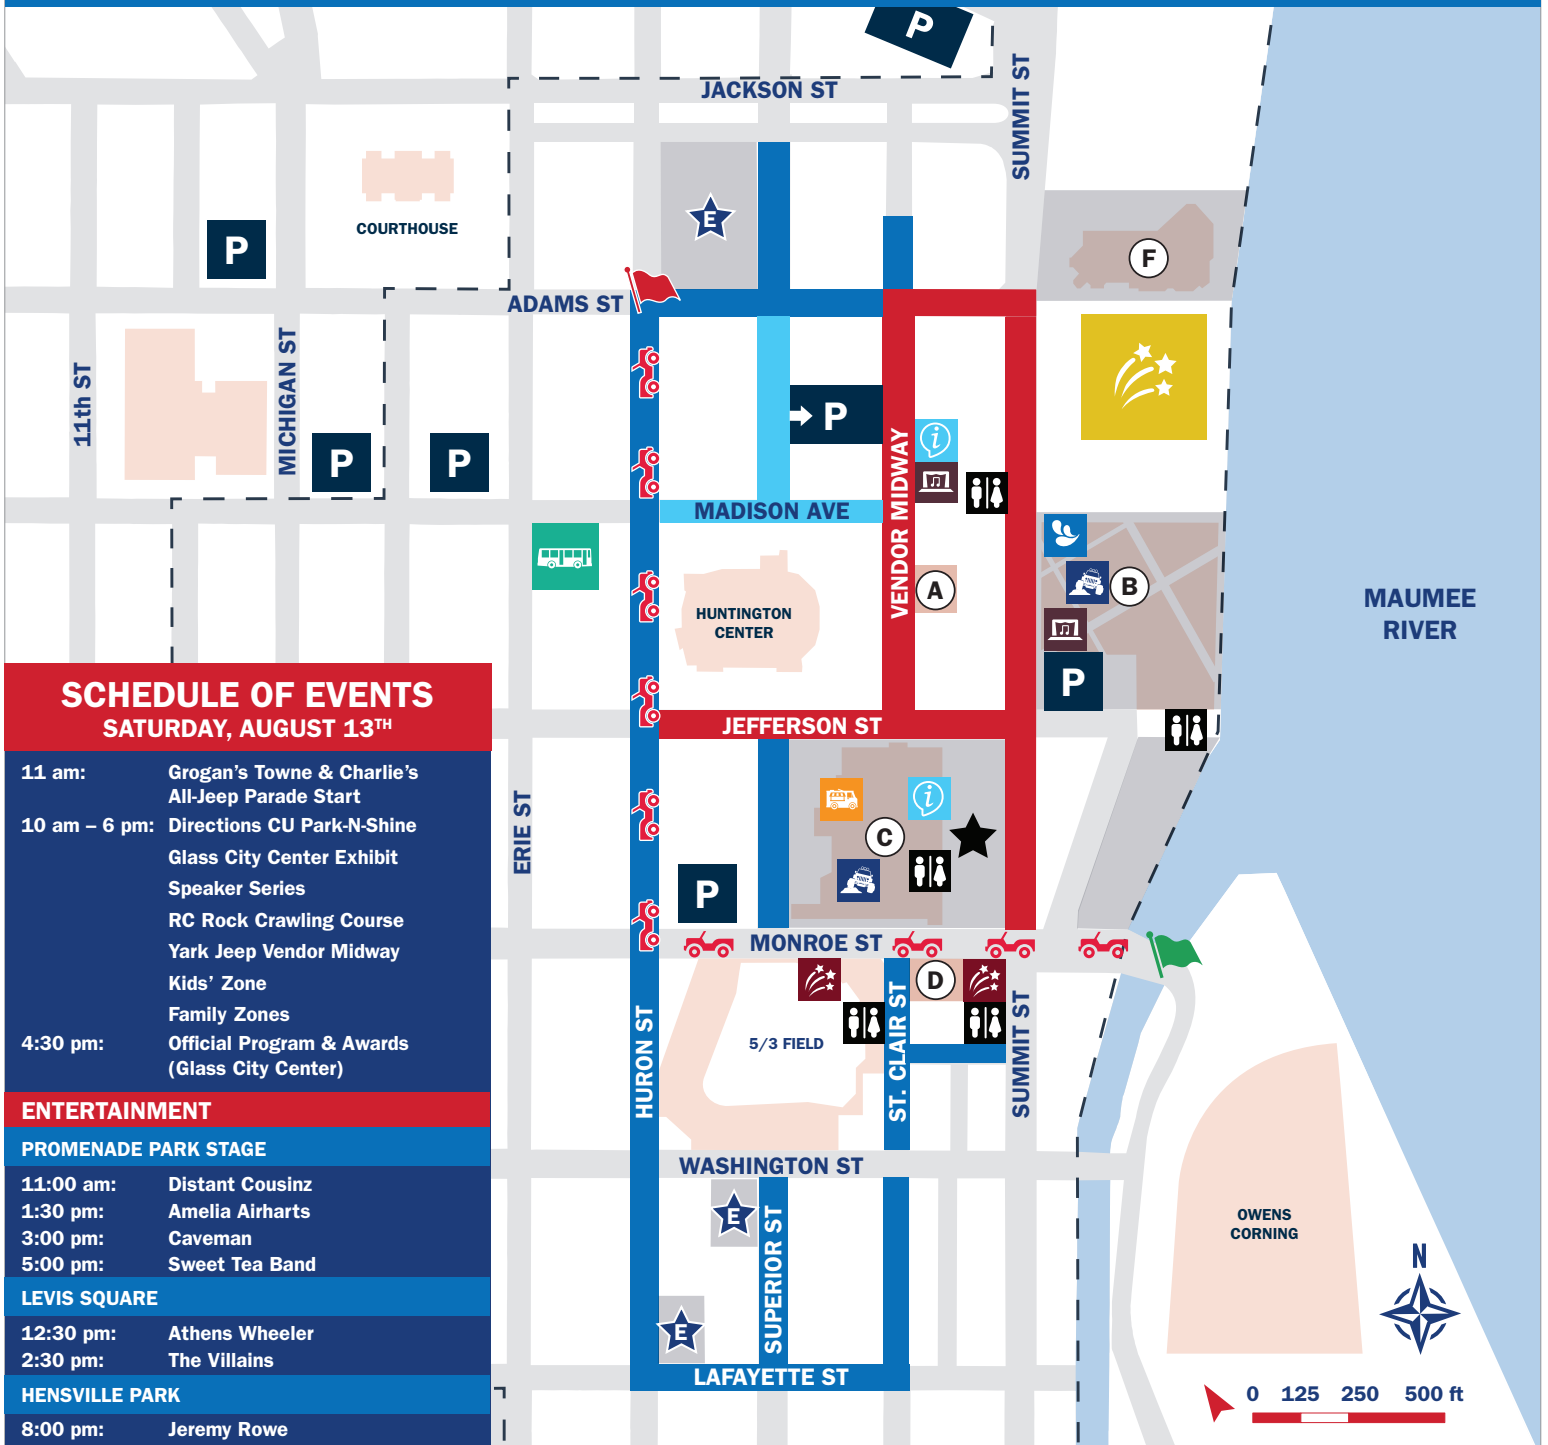 P
JACKSON ST
SUMMIT ST
E
COURTHOUSE
P
F
ADAMS ST
11th ST
MICHIGAN ST
P
P
P
VENDOR MIDWAY
i
MADISON AVE
A
B
HUNTINGTON
CENTER
MAUMEE
RIVER
P
JEFFERSON ST
ERIE ST
i
C
P
MONROE ST
D
5/3 FIELD
HURON ST
ST. CLAIR ST
SUMMIT ST
WASHINGTON ST
E
SUPERIOR ST
E
LAFAYETTE ST
OWENS
CORNING
N
0 125 250 500 ft
SCHEDULE OF EVENTS
SATURDAY, AUGUST 13TH
11 am: Grogan's Towne & Charlie's
All-Jeep Parade Start
10 am – 6 pm: Directions CU Park-N-Shine
Glass City Center Exhibit
Speaker Series
RC Rock Crawling Course
Yark Jeep Vendor Midway
Kids' Zone
Family Zones
4:30 pm: Official Program & Awards
(Glass City Center)
ENTERTAINMENT
PROMENADE PARK STAGE
11:00 am: Distant Cousinz
1:30 pm: Amelia Airharts
3:00 pm: Caveman
5:00 pm: Sweet Tea Band
LEVIS SQUARE
12:30 pm: Athens Wheeler
2:30 pm: The Villains
HENSVILLE PARK
8:00 pm: Jeremy Rowe